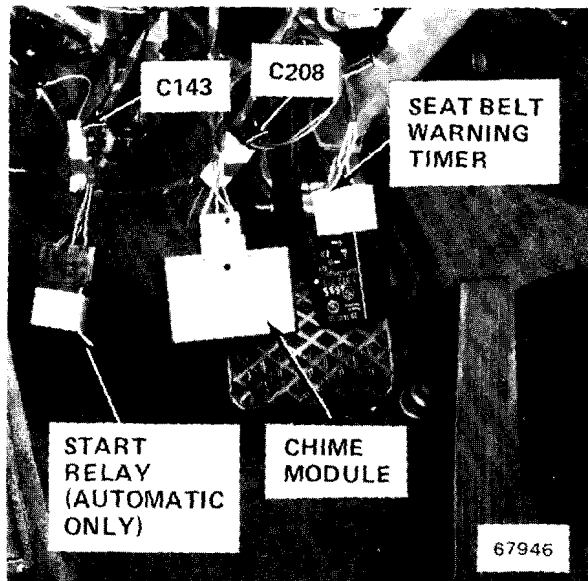 C143
C208
SEAT BELT
WARNING
TIMER
START
RELAY
(AUTOMATIC
ONLY)
CHIME
MODULE
67946